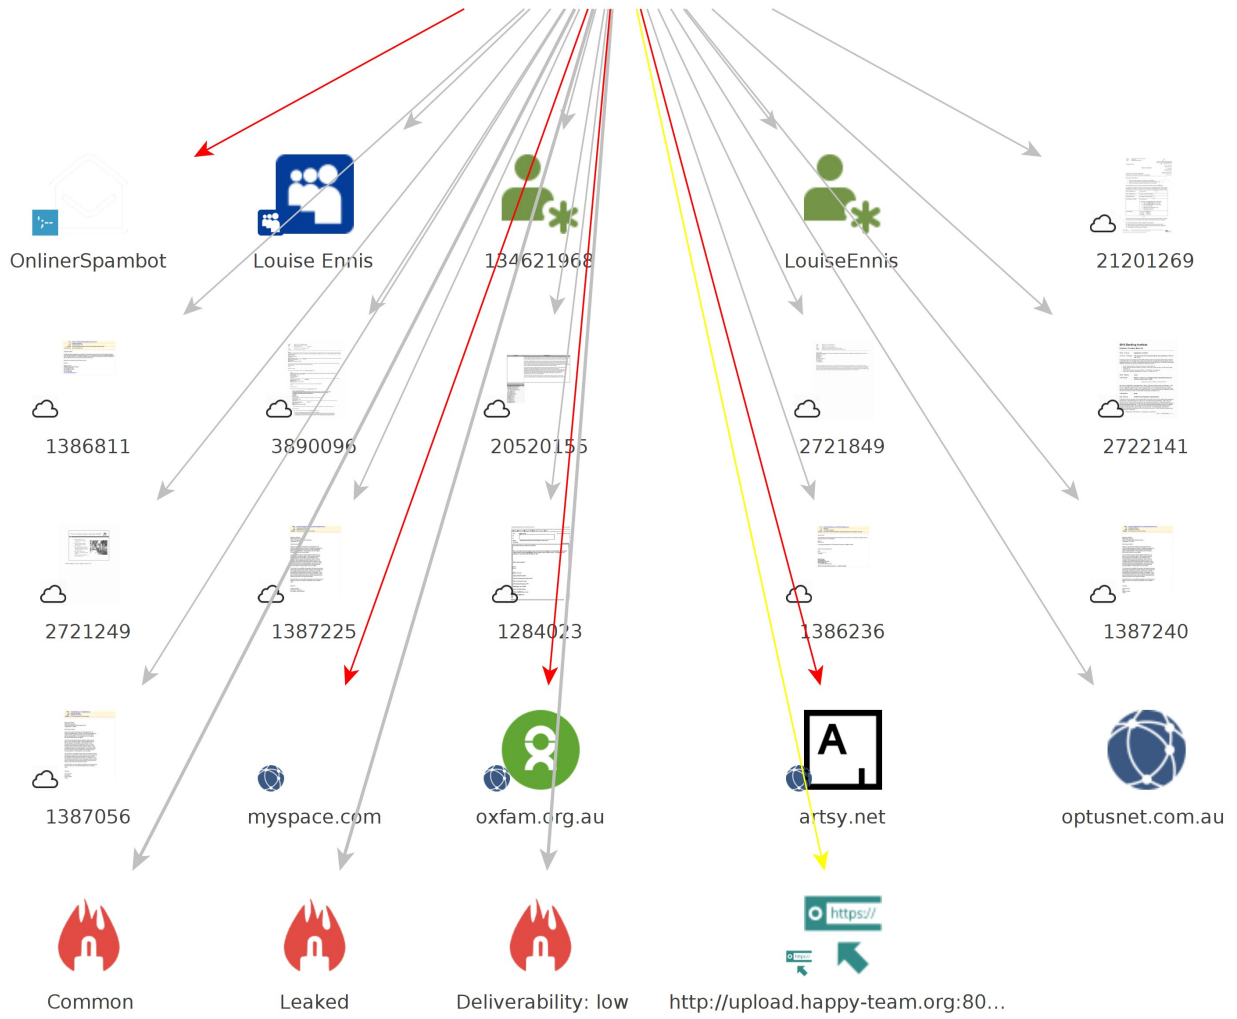 OnlinerSpambot
Louise Ennis
134621968
LouiseEnnis
21201269
1386811
3890096
20520155
2721849
2722141
2721249
1387225
1284023
1386236
1387240
A
1387056
myspace.com
oxfam.org.au
artsy.net
optusnet.com.au
https://
Common
Leaked
Deliverability: low
http://upload.happy-team.org:80...